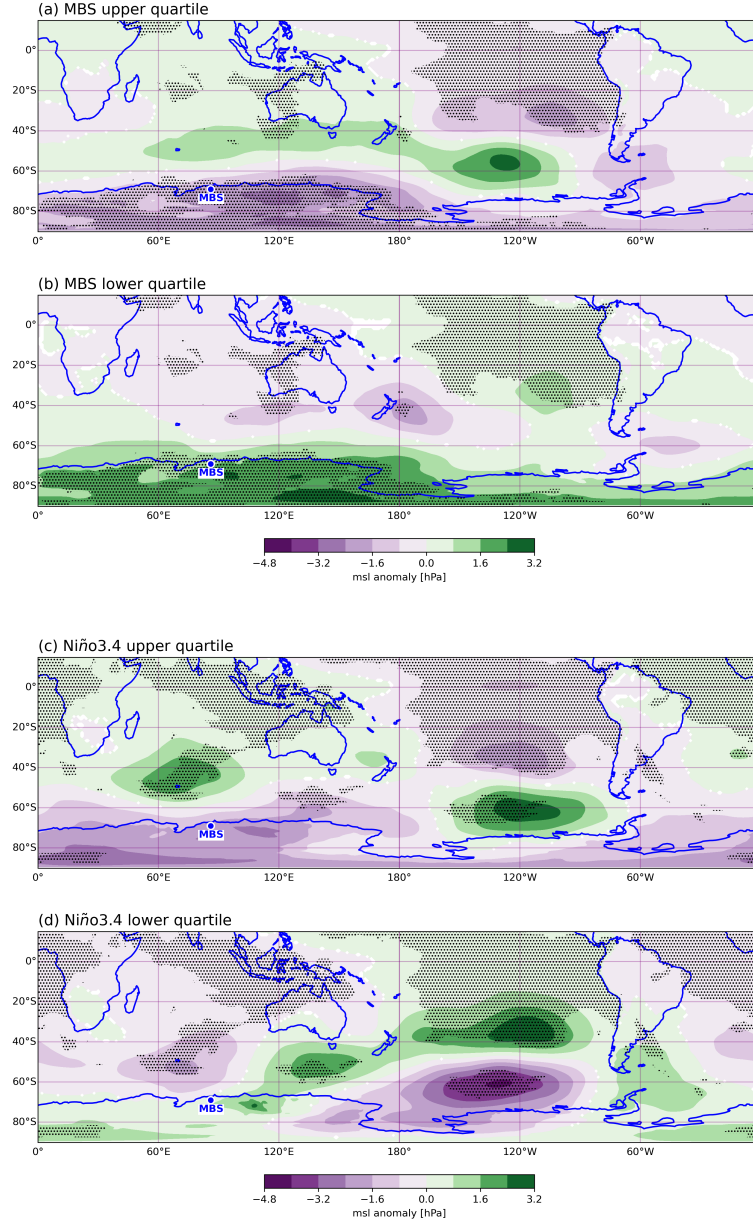 (a) MBS upper quartile
0°
20°S
40°S
60°S
80°S
MBS
0° 60°E 120°E 180° 120°W 60°W
(b) MBS lower quartile
0°
20°S
40°S
60°S
80°S
MBS
0° 60°E 120°E 180° 120°W 60°W
−4.8 −3.2 −1.6 0.0 1.6 3.2
msl anomaly [hPa]
(c) Niño3.4 upper quartile
0°
20°S
40°S
60°S
80°S
MBS
0° 60°E 120°E 180° 120°W 60°W
(d) Niño3.4 lower quartile
0°
20°S
40°S
60°S
80°S
MBS
0° 60°E 120°E 180° 120°W 60°W
−4.8 −3.2 −1.6 0.0 1.6 3.2
msl anomaly [hPa]